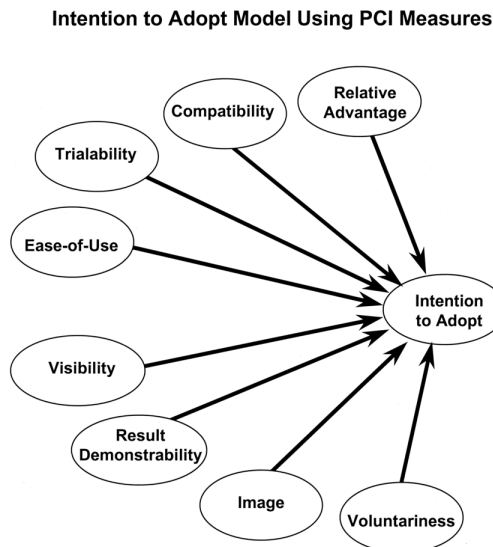 Intention to Adopt Model Using PCI Measures
Relative
Advantage
Compatibility
Trialability
Ease-of-Use
Intention
to Adopt
Visibility
Result
Demonstrability
Image
Voluntariness